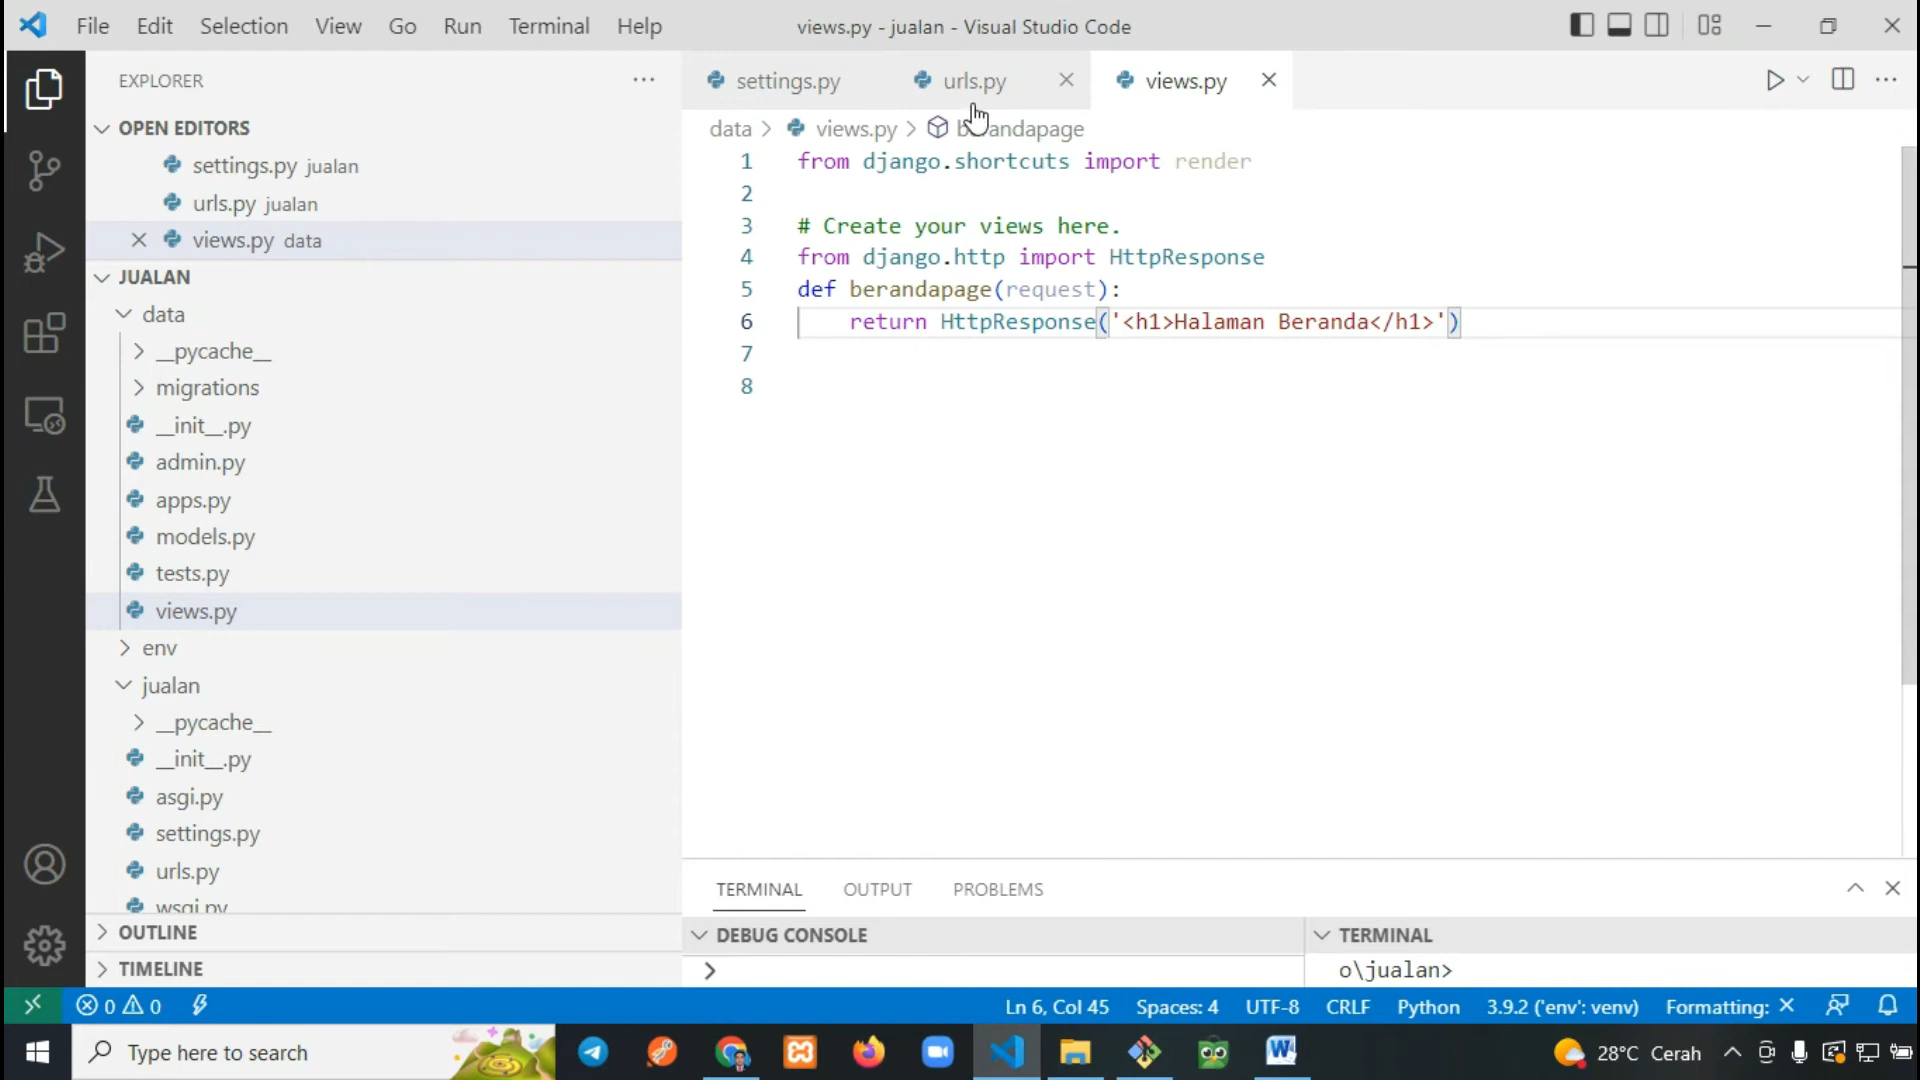 File Edit Selection View Go Run Terminal Help
views.py - jualan - Visual Studio Code
EXPLORER
OPEN EDITORS
settings.py jualan
urls.py jualan
views.py data
JUALAN
data
__pycache__
migrations
__init__.py
admin.py
apps.py
models.py
tests.py
views.py
env
jualan
__pycache__
__init__.py
asgi.py
settings.py
urls.py
wsgi.py
OUTLINE
TIMELINE
settings.py urls.py views.py
data > views.py > berandapage
1 from django.shortcuts import render
2
3 # Create your views here.
4 from django.http import HttpResponse
5 def berandapage(request):
6 return HttpResponse('<h1>Halaman Beranda</h1>')
7
8
TERMINAL OUTPUT PROBLEMS
DEBUG CONSOLE
>
TERMINAL
o\jualan>
0 0
Ln 6, Col 45 Spaces: 4 UTF-8 CRLF Python 3.9.2 ('env': venv) Formatting: ×
Type here to search
28°C Cerah